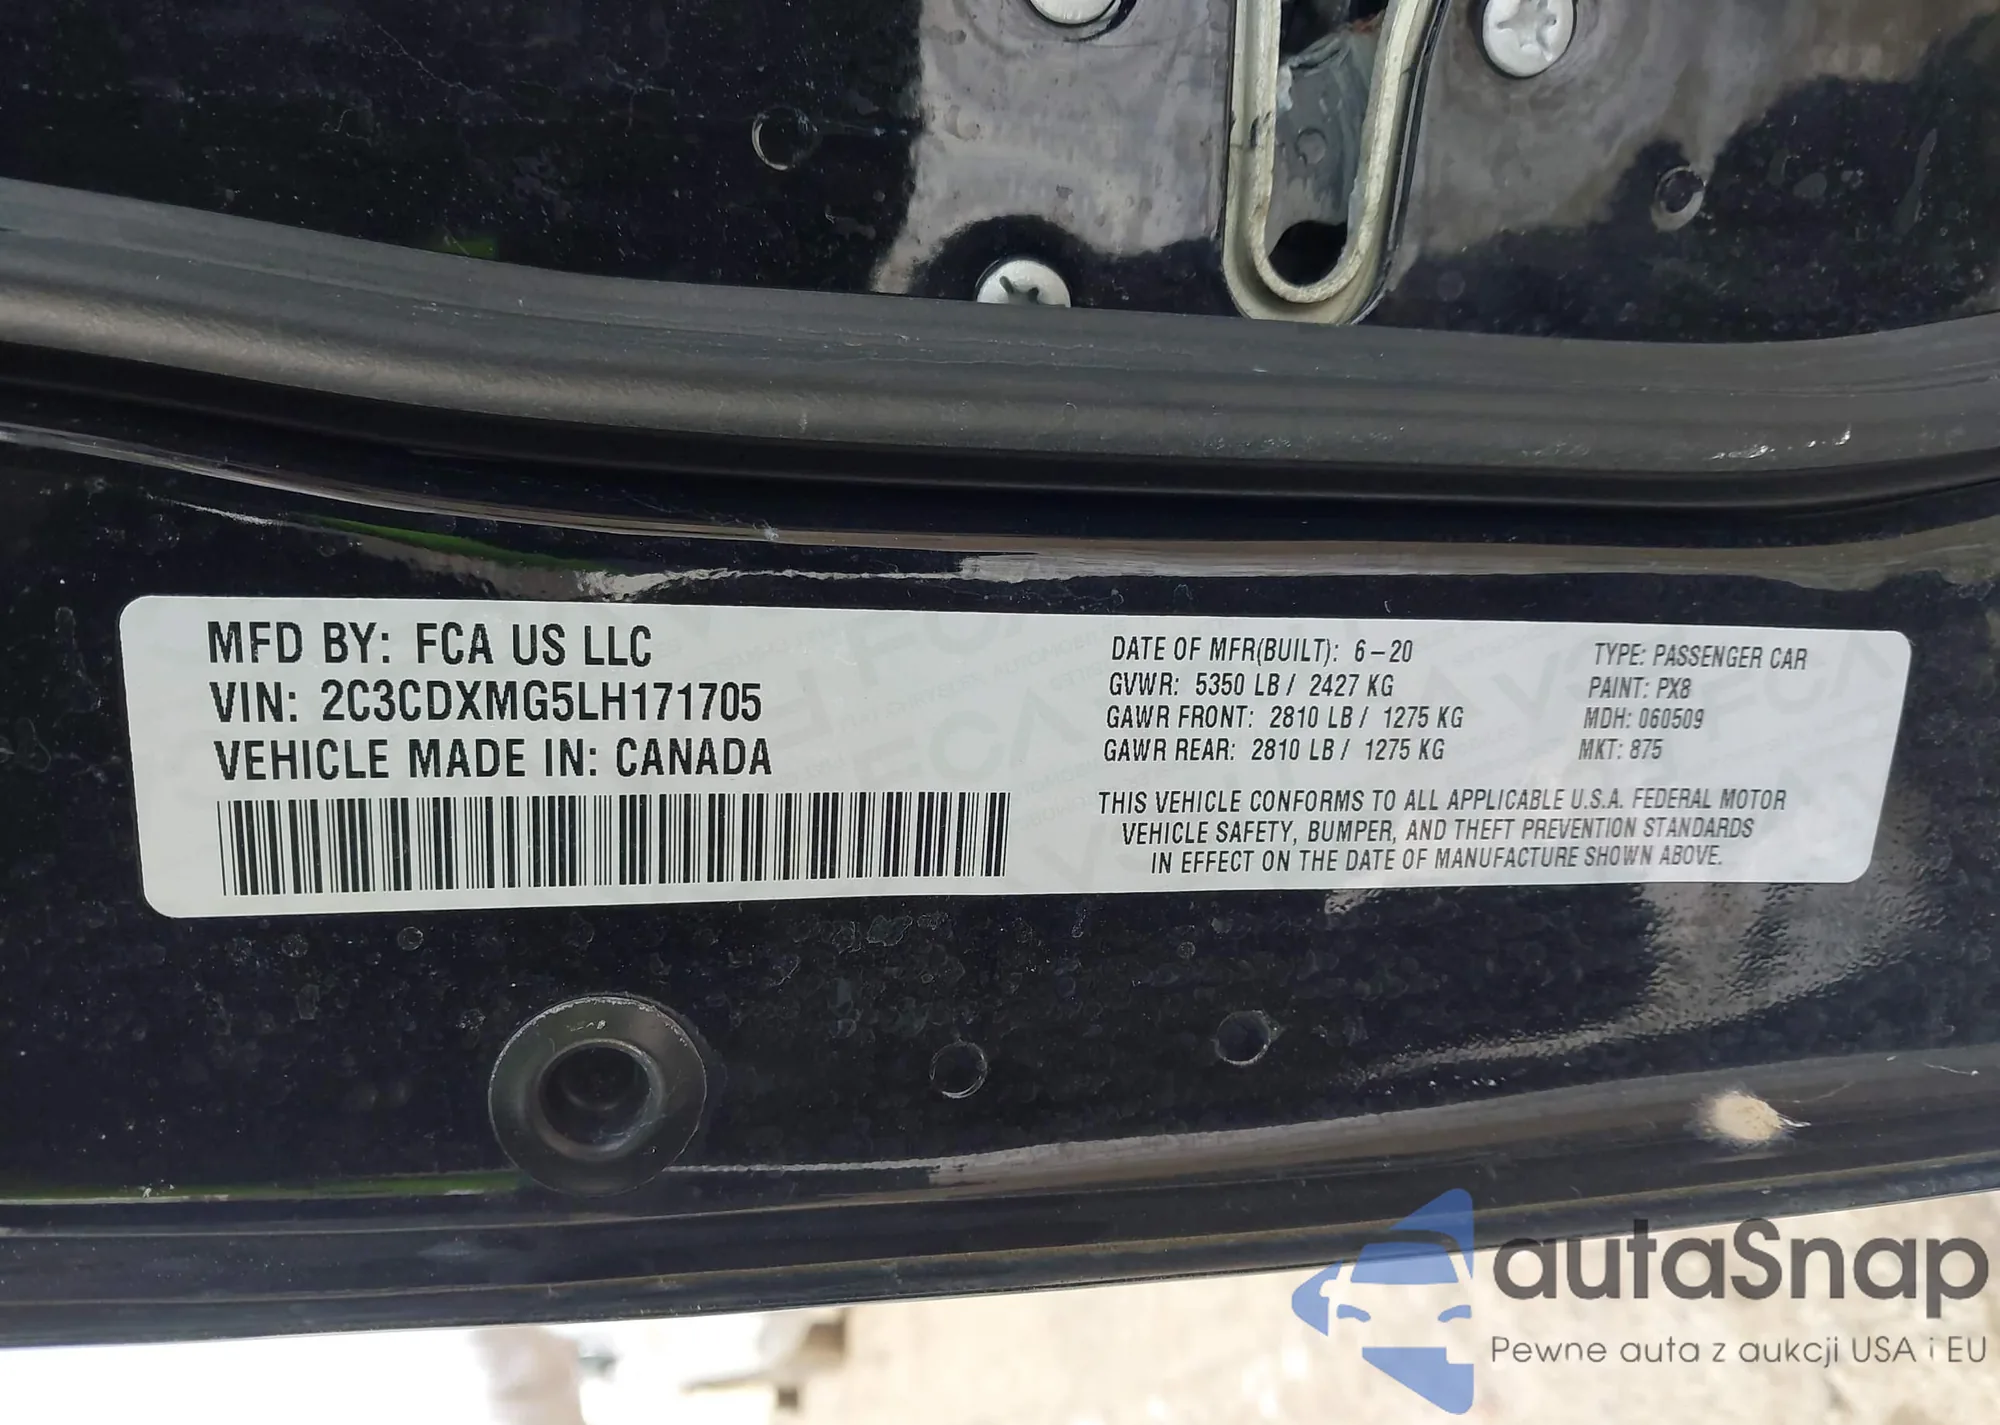 MFD BY: FCA US LLC
VIN: 2C3CDXMG5LH171705
VEHICLE MADE IN: CANADA
DATE OF MFR(BUILT): 6-20
GVWR: 5350 LB / 2427 KG
GAWR FRONT: 2810 LB / 1275 KG
GAWR REAR: 2810 LB / 1275 KG
TYPE: PASSENGER CAR
PAINT: PX8
MDH: 060509
MKT: 875
THIS VEHICLE CONFORMS TO ALL APPLICABLE U.S.A. FEDERAL MOTOR
VEHICLE SAFETY, BUMPER, AND THEFT PREVENTION STANDARDS
IN EFFECT ON THE DATE OF MANUFACTURE SHOWN ABOVE.
autaSnap
Pewne auta z aukcji USA i EU